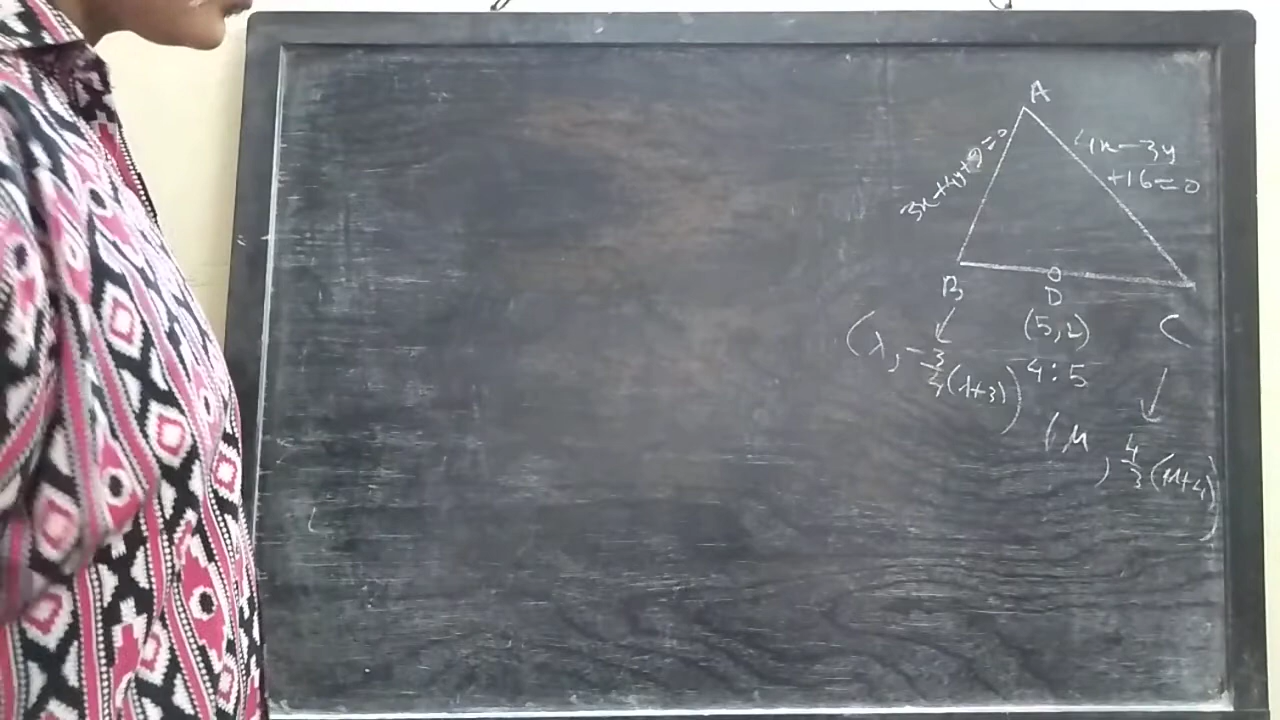 A
3x+4y+9=0
4x-3y
+16=0
B
D
C
(5,2)
4:5
(λ, -3/4(λ+3))
(μ, 4/3(μ+4))